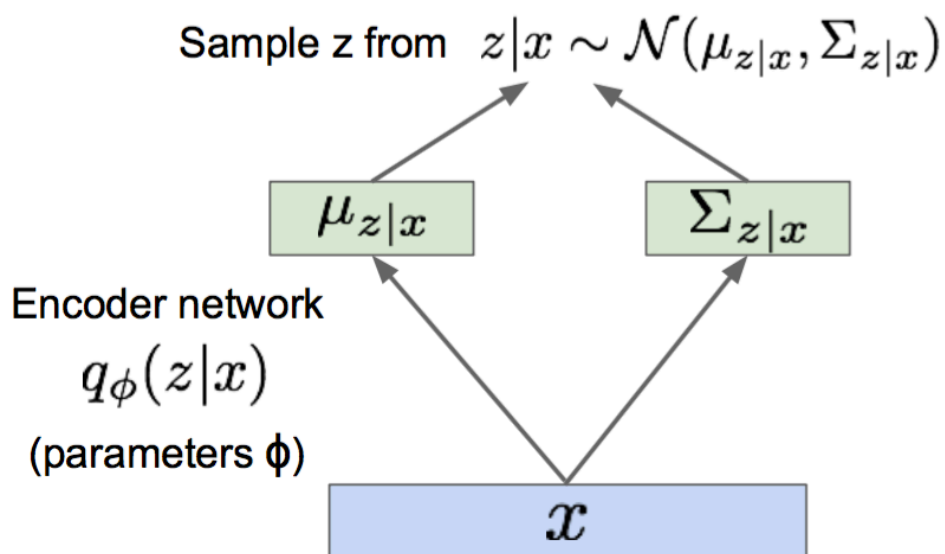 Sample z from z|x ∼ 𝒩(μ_{z|x}, Σ_{z|x})
μ_{z|x}
Σ_{z|x}
Encoder network
q_ϕ(z|x)
(parameters ϕ)
x